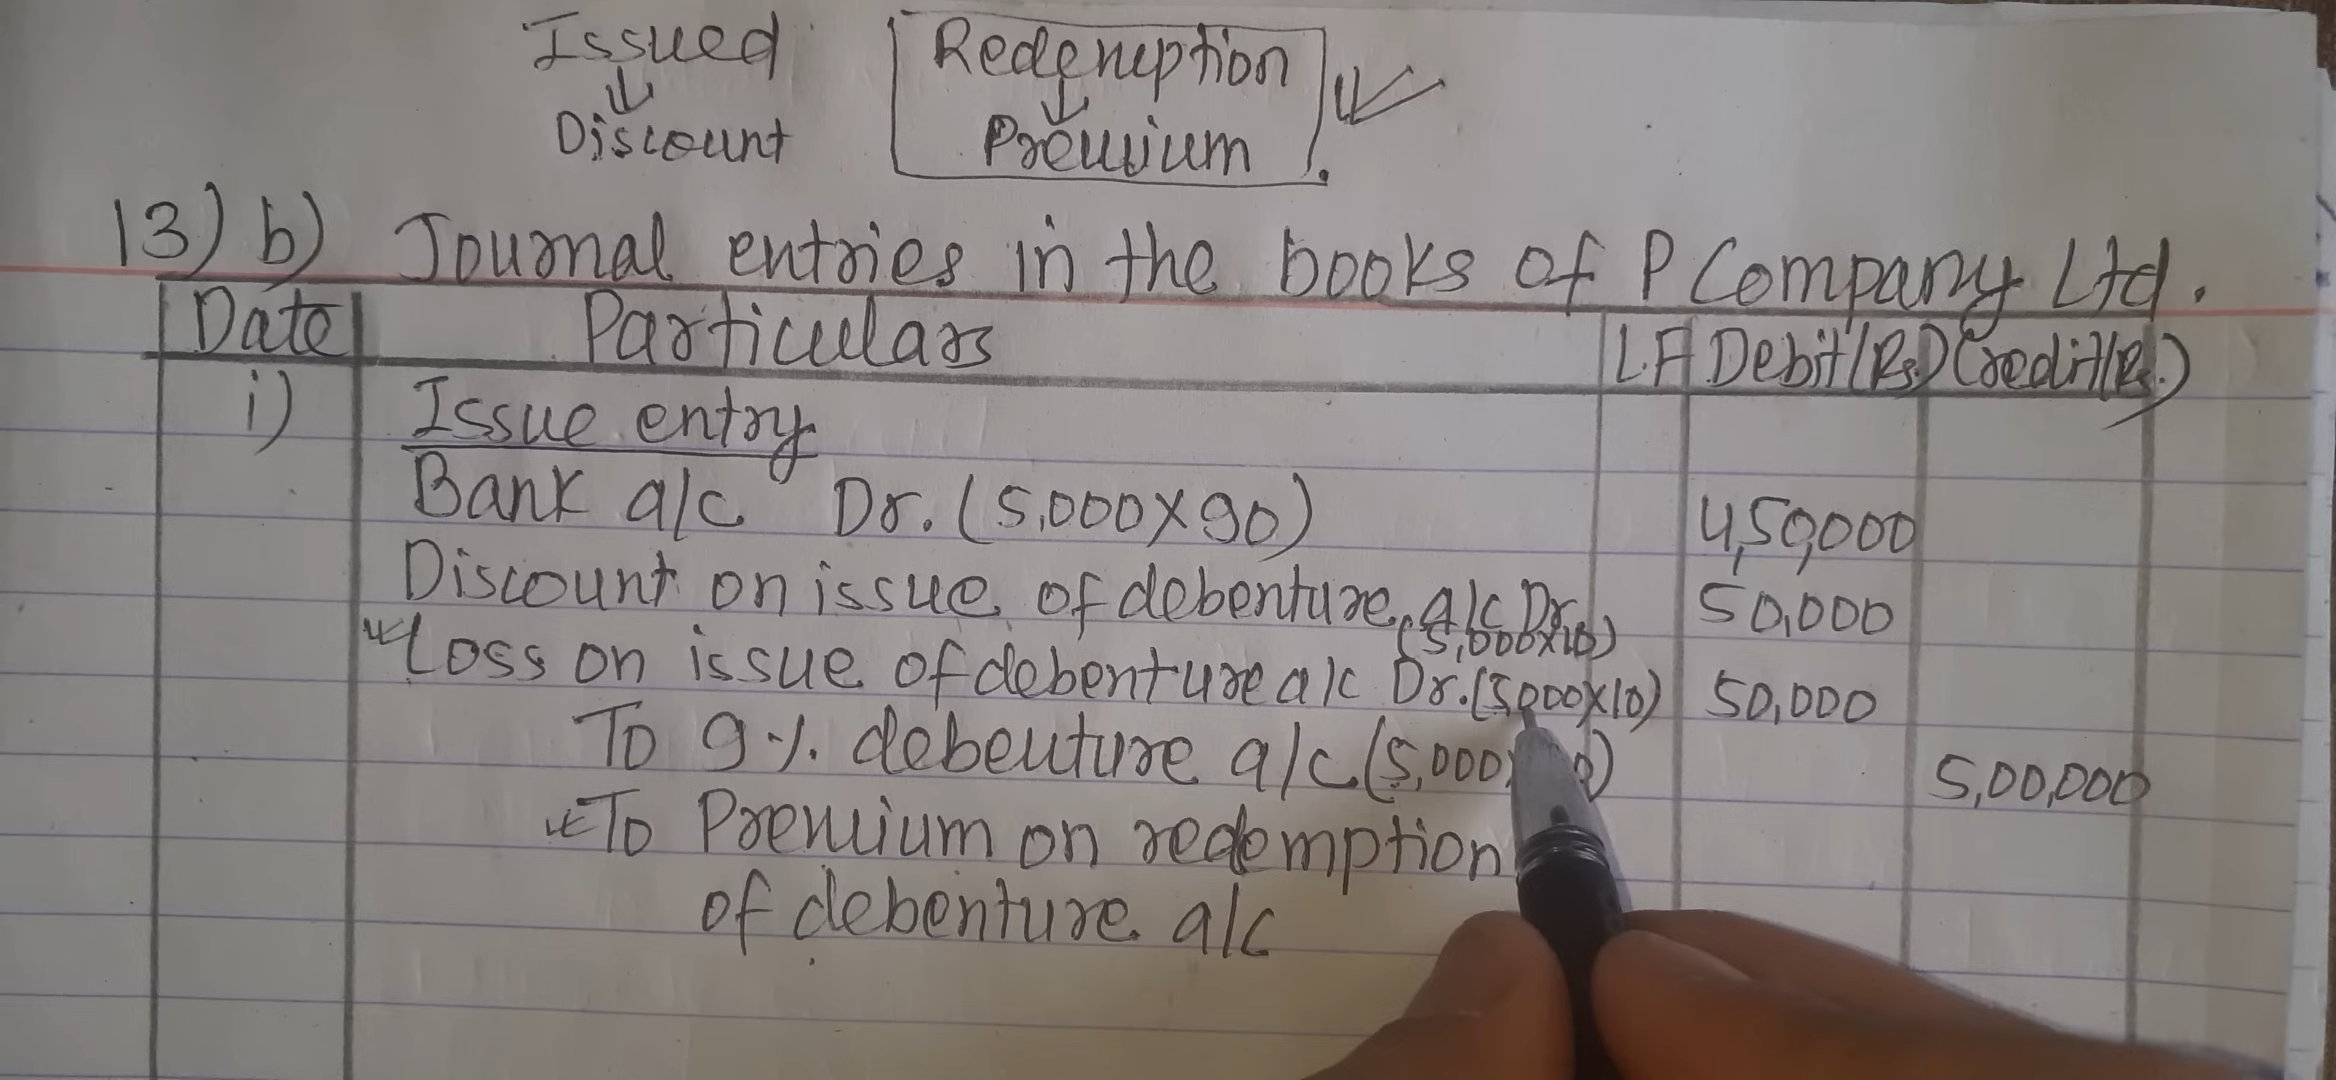 Issued
Discount
Redemption
Premium
13) b) Journal entries in the books of P Company Ltd.
Date Particulars L.F Debit(Rs.) Credit(Rs.)
i) Issue entry
Bank a/c Dr. (5,000×90) 4,50,000
Discount on issue of debenture a/c Dr. 50,000
(5,000×10)
Loss on issue of debenture a/c Dr.(5000×10) 50,000
To 9% debenture a/c (5,000 5,00,000
To Premium on redemption
of debenture a/c